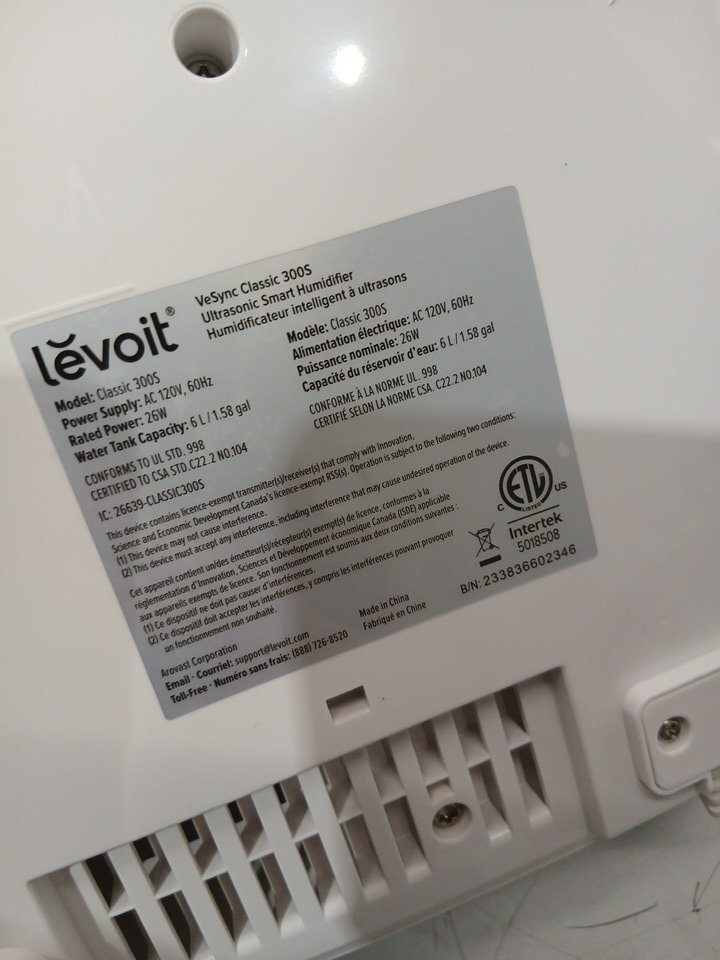 lěvoit®
VeSync Classic 300S
Ultrasonic Smart Humidifier
Humidificateur intelligent à ultrasons
Model: Classic 300S
Power Supply: AC 120V, 60Hz
Rated Power: 26W
Water Tank Capacity: 6 L / 1.58 gal
CONFORMS TO UL STD. 998
CERTIFIED TO CSA STD.C22.2 NO.104
IC: 26639-CLASSIC300S
Modèle: Classic 300S
Alimentation électrique: AC 120V, 60Hz
Puissance nominale: 26W
Capacité du réservoir d'eau: 6 L / 1.58 gal
CONFORME À LA NORME UL. 998
CERTIFIÉ SELON LA NORME CSA. C22.2 NO.104
This device contains licence-exempt transmitter(s)/receiver(s) that comply with Innovation,
Science and Economic Development Canada's licence-exempt RSS(s). Operation is subject to the following two conditions:
(1) This device may not cause interference.
(2) This device must accept any interference, including interference that may cause undesired operation of the device.
Cet appareil contient un/des émetteur(s)/récepteur(s) exempt(s) de licence, conformes à la
réglementation d'Innovation, Sciences et Développement économique Canada (ISDE) applicable
aux appareils exempts de licence. Son fonctionnement est soumis aux deux conditions suivantes :
(1) Ce dispositif ne doit pas causer d'interférences.
(2) Ce dispositif doit accepter les interférences, y compris les interférences pouvant provoquer
un fonctionnement non souhaité.
C ETL US
LISTED
Intertek
5018508
B/N: 233836602346
Arovast Corporation
Email · Courriel: support@levoit.com
Toll-Free · Numéro sans frais: (888) 726-8520
Made in China
Fabriqué en Chine